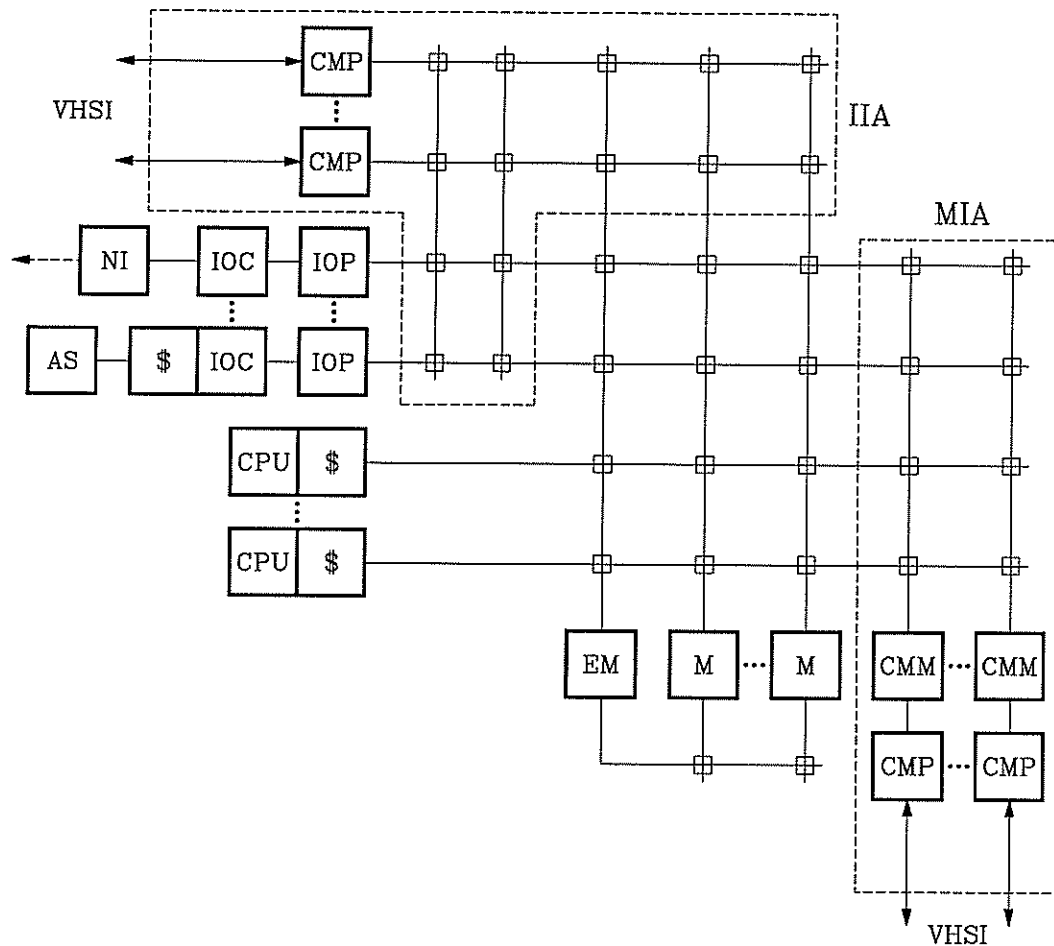 CMP
VHSI
IIA
CMP
MIA
NI IOC IOP
AS $ IOC IOP
CPU $
CPU $
EM M M CMM CMM
CMP CMP
VHSI